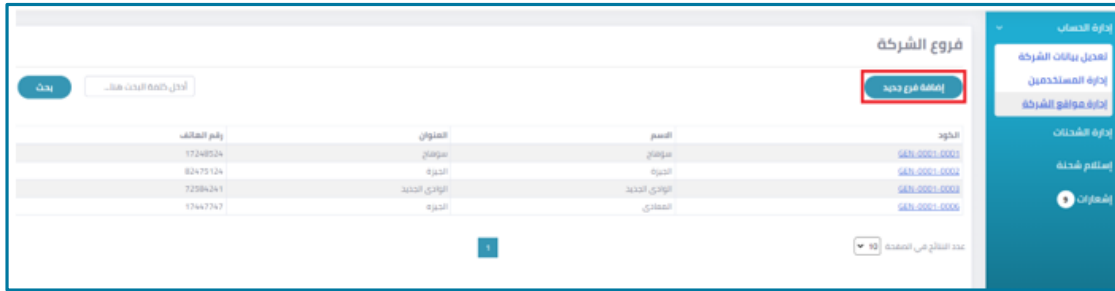 إدارة الحساب
تعديل بيانات الشركة
إدارة المستخدمين
إدارة مواقع الشركة
إدارة الشحنات
إستلام شحنة
إشعارات 9
فروع الشركة
إضافة فرع جديد
أدخل كلمة البحث هنا... بحث
الكود الاسم العنوان رقم الهاتف
GEN-0001-0001 سوهاج سوهاج 17248524
GEN-0001-0002 الجيزة الجيزة 82475124
GEN-0001-0003 الوادى الجديد الوادى الجديد 72584241
GEN-0001-0006 المعادى الجيزة 17447747
عدد النتائج في الصفحة 10
1